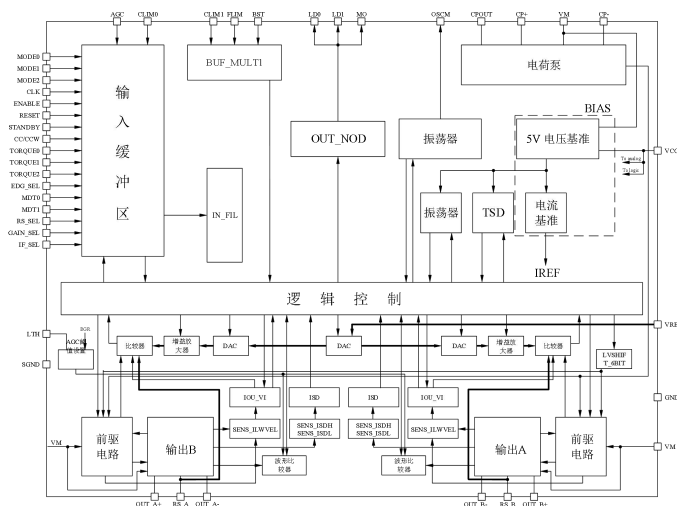 AGC CLIM0 CLIM1 FLIM BST LD0 LDI MO OSCM CPOUT CP+ VM CP-
MODE0
MODE1
MODE2
CLK
ENABLE
RESET
STANDBY
CC/CCW
TORQUE0
TORQUE1
TORQUE2
EDG_SEL
MDT0
MDT1
RS_SEL
GAIN_SEL
IF_SEL
输入缓冲区
BUF_MULTI
IN_FIL
OUT_NOD
振荡器
电荷泵
BIAS
5V 电压基准
VCC
To analog
To logic
振荡器
TSD
电流基准
IREF
逻辑控制
LTH
SGND
比较器
增益放大器
DAC
DAC
DAC
增益放大器
比较器
VRE
LVSHIFT_6BIT
GND
IOU_VI
ISD
ISD
IOU_VI
SENS_ILWVEL
SENS_ISDH
SENS_ISDL
SENS_ISDH
SENS_ISDL
SENS_ILWVEL
VM
前驱电路
输出B
波形比较器
波形比较器
输出A
前驱电路
VM
OUT_A+ RS_A OUT_A- OUT_B- RS_B OUT_B+